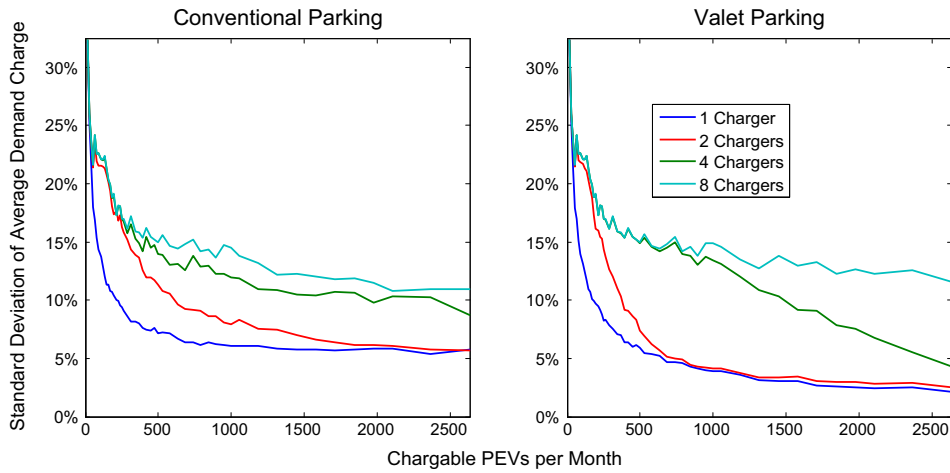 Conventional Parking
Valet Parking
Standard Deviation of Average Demand Charge
30%
25%
20%
15%
10%
5%
0%
0 500 1000 1500 2000 2500
30%
25%
20%
15%
10%
5%
0%
0 500 1000 1500 2000 2500
1 Charger
2 Chargers
4 Chargers
8 Chargers
Chargable PEVs per Month